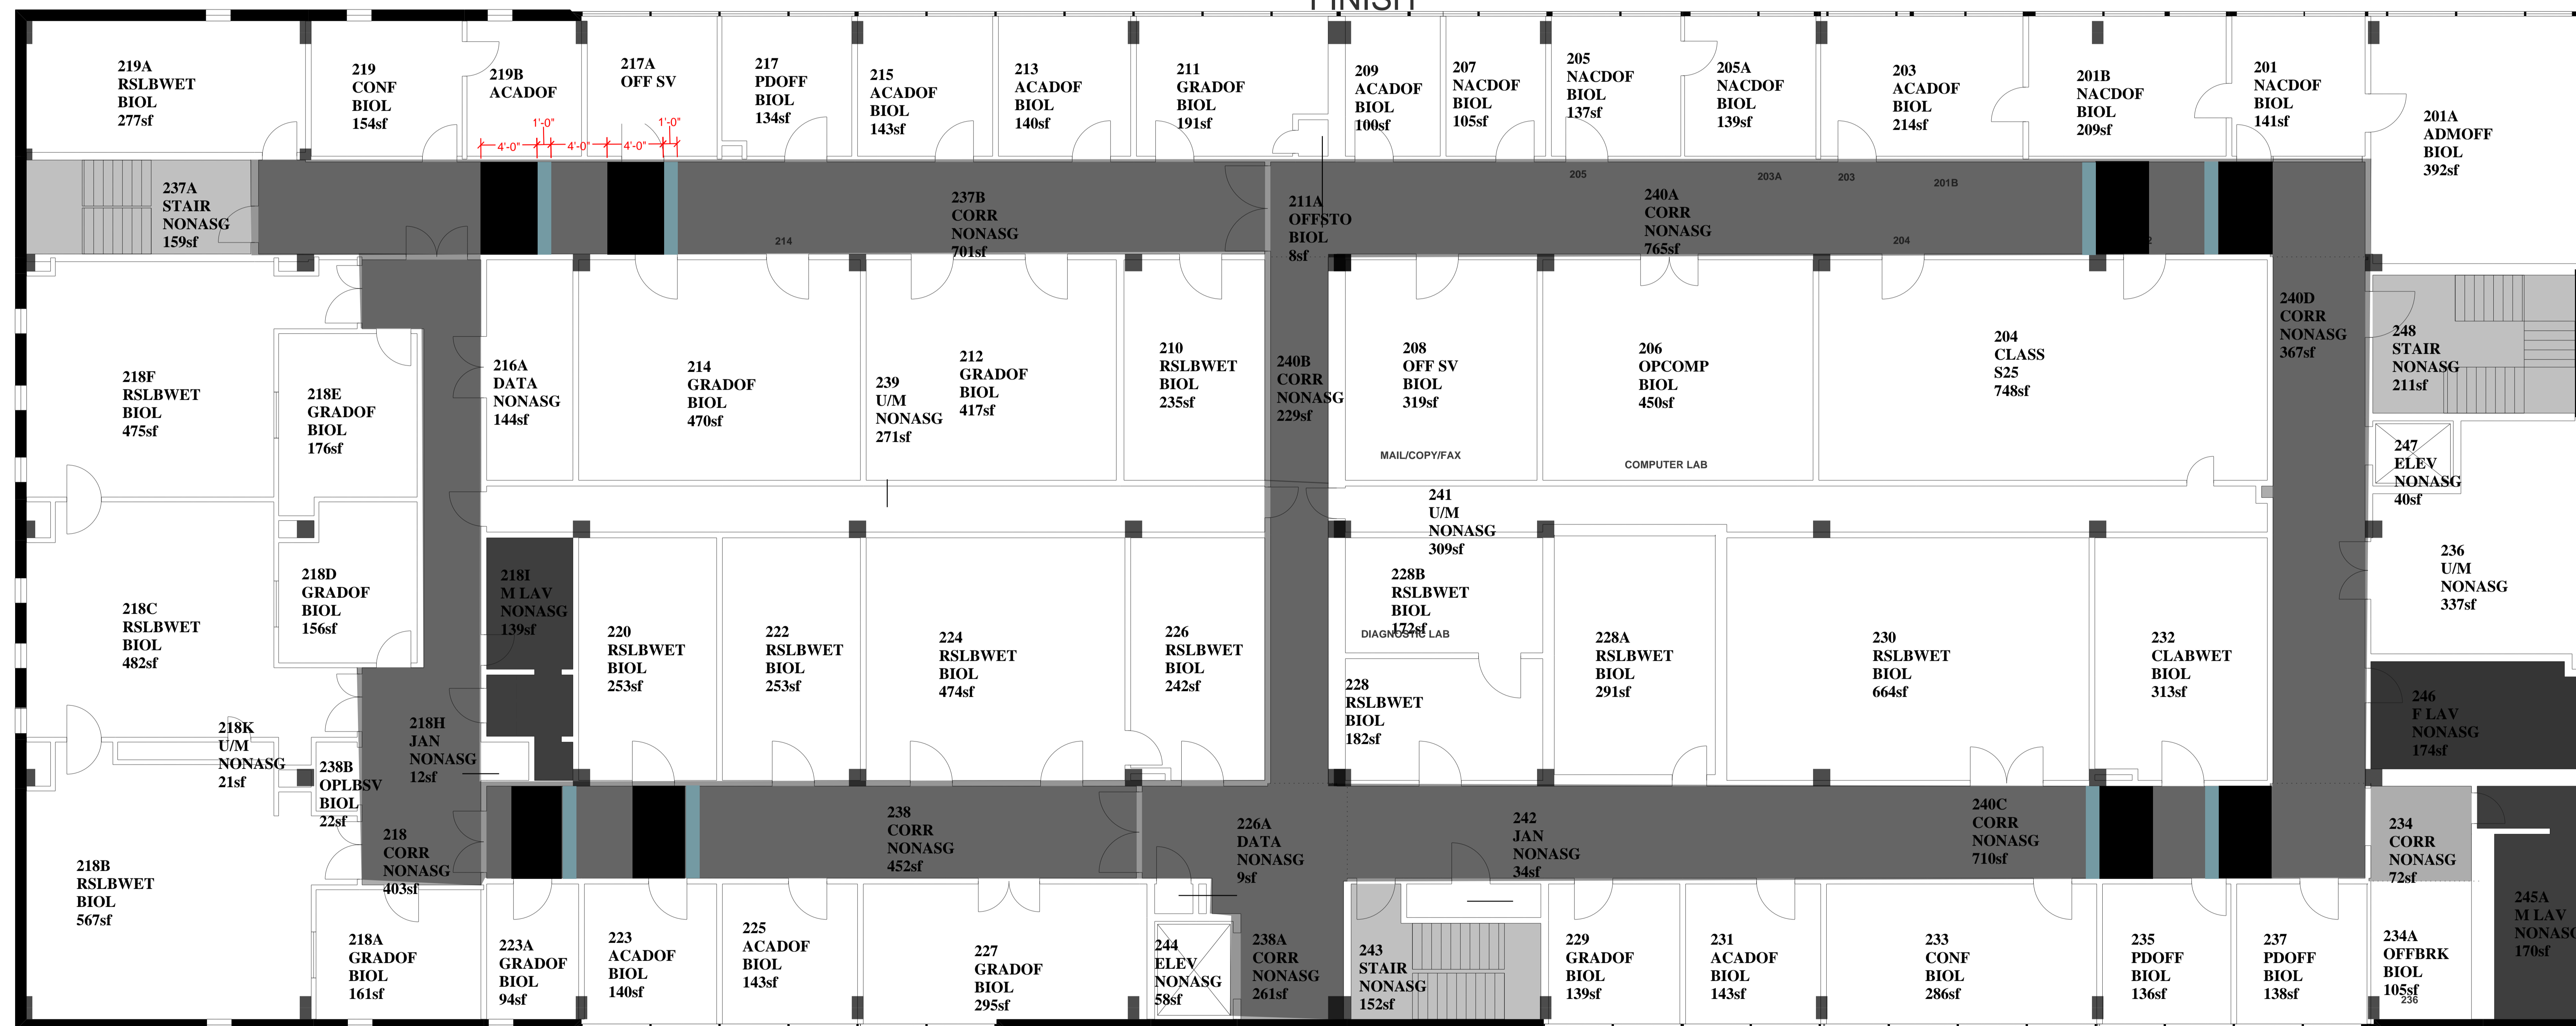 FINISH
219A
RSLBWET
BIOL
277sf
219
CONF
BIOL
154sf
219B
ACADOF
217A
OFF SV
217
PDOFF
BIOL
134sf
215
ACADOF
BIOL
143sf
213
ACADOF
BIOL
140sf
211
GRADOF
BIOL
191sf
209
ACADOF
BIOL
100sf
207
NACDOF
BIOL
105sf
205
NACDOF
BIOL
137sf
205A
NACDOF
BIOL
139sf
203
ACADOF
BIOL
214sf
201B
NACDOF
BIOL
209sf
201
NACDOF
BIOL
141sf
201A
ADMOFF
BIOL
392sf
4'-0"
1'-0"
4'-0"
4'-0"
1'-0"
237A
STAIR
NONASG
159sf
214
237B
CORR
NONASG
701sf
211A
OFFSTO
BIOL
8sf
205
240A
CORR
NONASG
765sf
203A
203
201B
204
2
240D
CORR
NONASG
367sf
218F
RSLBWET
BIOL
475sf
218E
GRADOF
BIOL
176sf
216A
DATA
NONASG
144sf
214
GRADOF
BIOL
470sf
239
U/M
NONASG
271sf
212
GRADOF
BIOL
417sf
210
RSLBWET
BIOL
235sf
240B
CORR
NONASG
229sf
208
OFF SV
BIOL
319sf
MAIL/COPY/FAX
206
OPCOMP
BIOL
450sf
COMPUTER LAB
204
CLASS
S25
748sf
248
STAIR
NONASG
211sf
247
ELEV
NONASG
40sf
241
U/M
NONASG
309sf
218C
RSLBWET
BIOL
482sf
218D
GRADOF
BIOL
156sf
218I
M LAV
NONASG
139sf
220
RSLBWET
BIOL
253sf
222
RSLBWET
BIOL
253sf
224
RSLBWET
BIOL
474sf
226
RSLBWET
BIOL
242sf
228B
RSLBWET
BIOL
172sf
DIAGNOSTIC LAB
228
RSLBWET
BIOL
182sf
228A
RSLBWET
BIOL
291sf
230
RSLBWET
BIOL
664sf
232
CLABWET
BIOL
313sf
236
U/M
NONASG
337sf
246
F LAV
NONASG
174sf
218K
U/M
NONASG
21sf
238B
OPLBSV
BIOL
22sf
218H
JAN
NONASG
12sf
218
CORR
NONASG
403sf
238
CORR
NONASG
452sf
226A
DATA
NONASG
9sf
242
JAN
NONASG
34sf
240C
CORR
NONASG
710sf
234
CORR
NONASG
72sf
218B
RSLBWET
BIOL
567sf
218A
GRADOF
BIOL
161sf
223A
GRADOF
BIOL
94sf
223
ACADOF
BIOL
140sf
225
ACADOF
BIOL
143sf
227
GRADOF
BIOL
295sf
244
ELEV
NONASG
58sf
238A
CORR
NONASG
261sf
243
STAIR
NONASG
152sf
229
GRADOF
BIOL
139sf
231
ACADOF
BIOL
143sf
233
CONF
BIOL
286sf
235
PDOFF
BIOL
136sf
237
PDOFF
BIOL
138sf
234A
OFFBRK
BIOL
105sf
236
245A
M LAV
NONASG
170sf